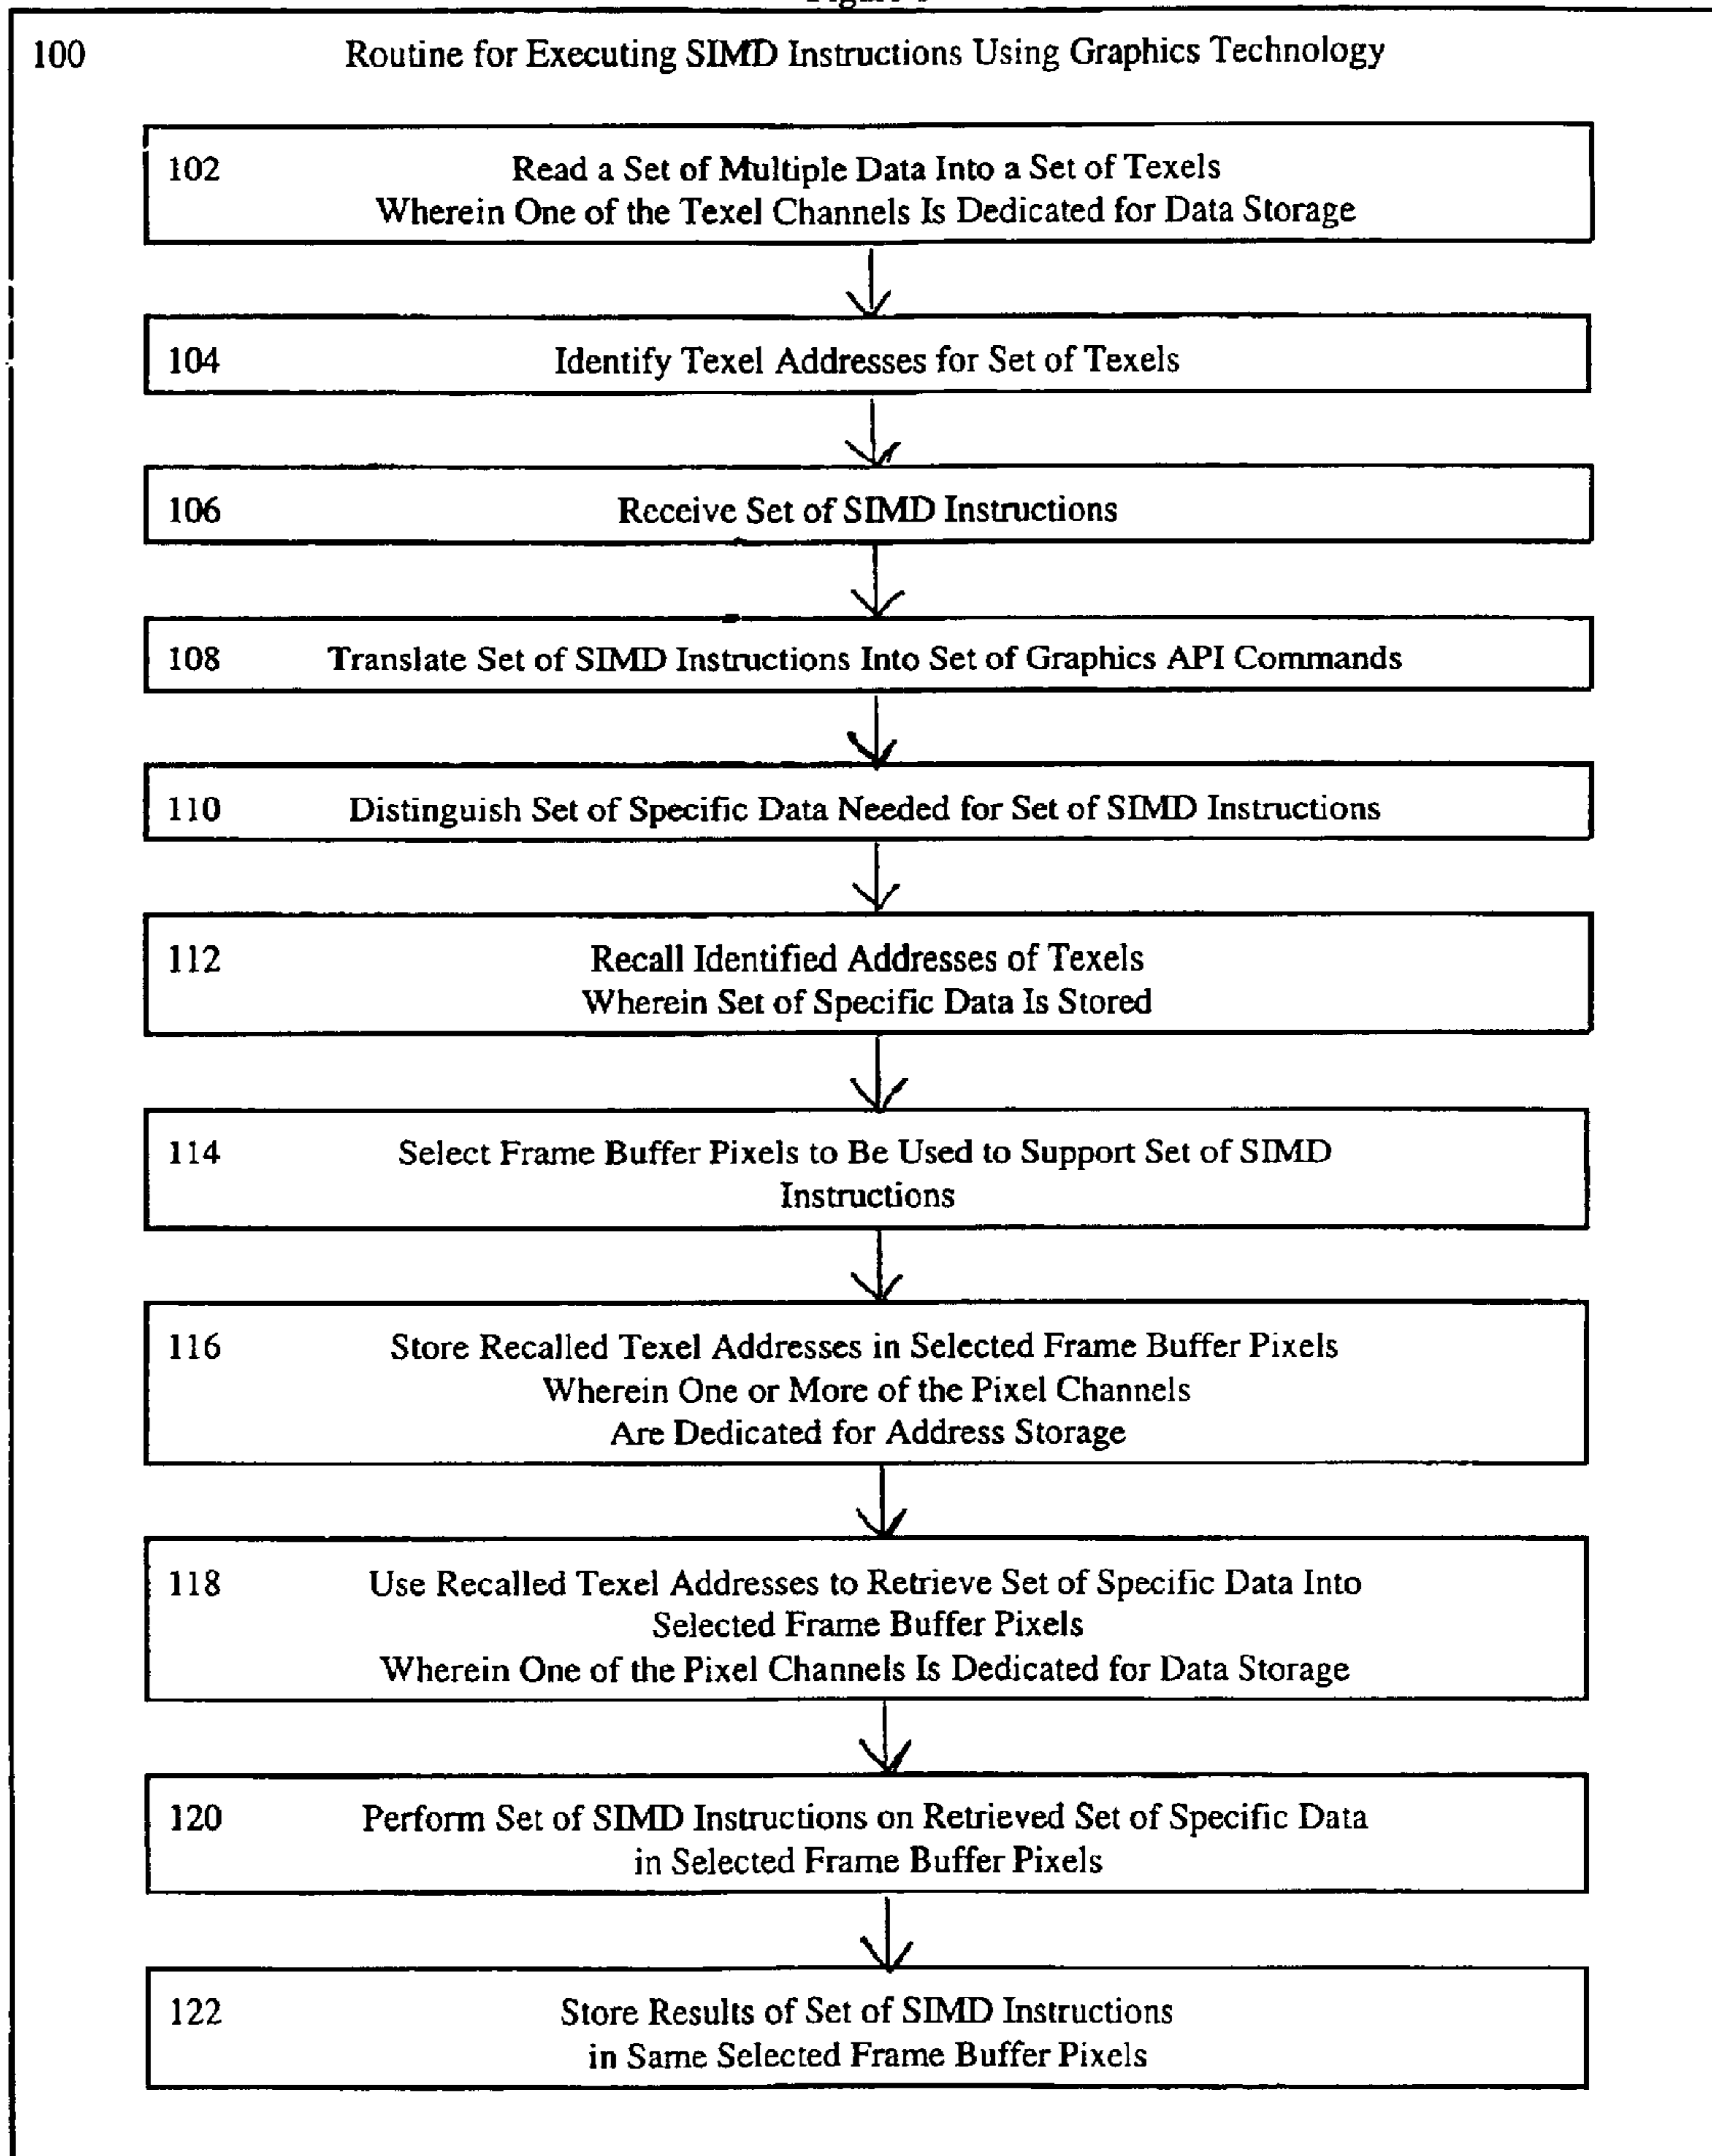 100 Routine for Executing SIMD Instructions Using Graphics Technology
102 Read a Set of Multiple Data Into a Set of Texels
Wherein One of the Texel Channels Is Dedicated for Data Storage
104 Identify Texel Addresses for Set of Texels
106 Receive Set of SIMD Instructions
108 Translate Set of SIMD Instructions Into Set of Graphics API Commands
110 Distinguish Set of Specific Data Needed for Set of SIMD Instructions
112 Recall Identified Addresses of Texels
Wherein Set of Specific Data Is Stored
114 Select Frame Buffer Pixels to Be Used to Support Set of SIMD
Instructions
116 Store Recalled Texel Addresses in Selected Frame Buffer Pixels
Wherein One or More of the Pixel Channels
Are Dedicated for Address Storage
118 Use Recalled Texel Addresses to Retrieve Set of Specific Data Into
Selected Frame Buffer Pixels
Wherein One of the Pixel Channels Is Dedicated for Data Storage
120 Perform Set of SIMD Instructions on Retrieved Set of Specific Data
in Selected Frame Buffer Pixels
122 Store Results of Set of SIMD Instructions
in Same Selected Frame Buffer Pixels